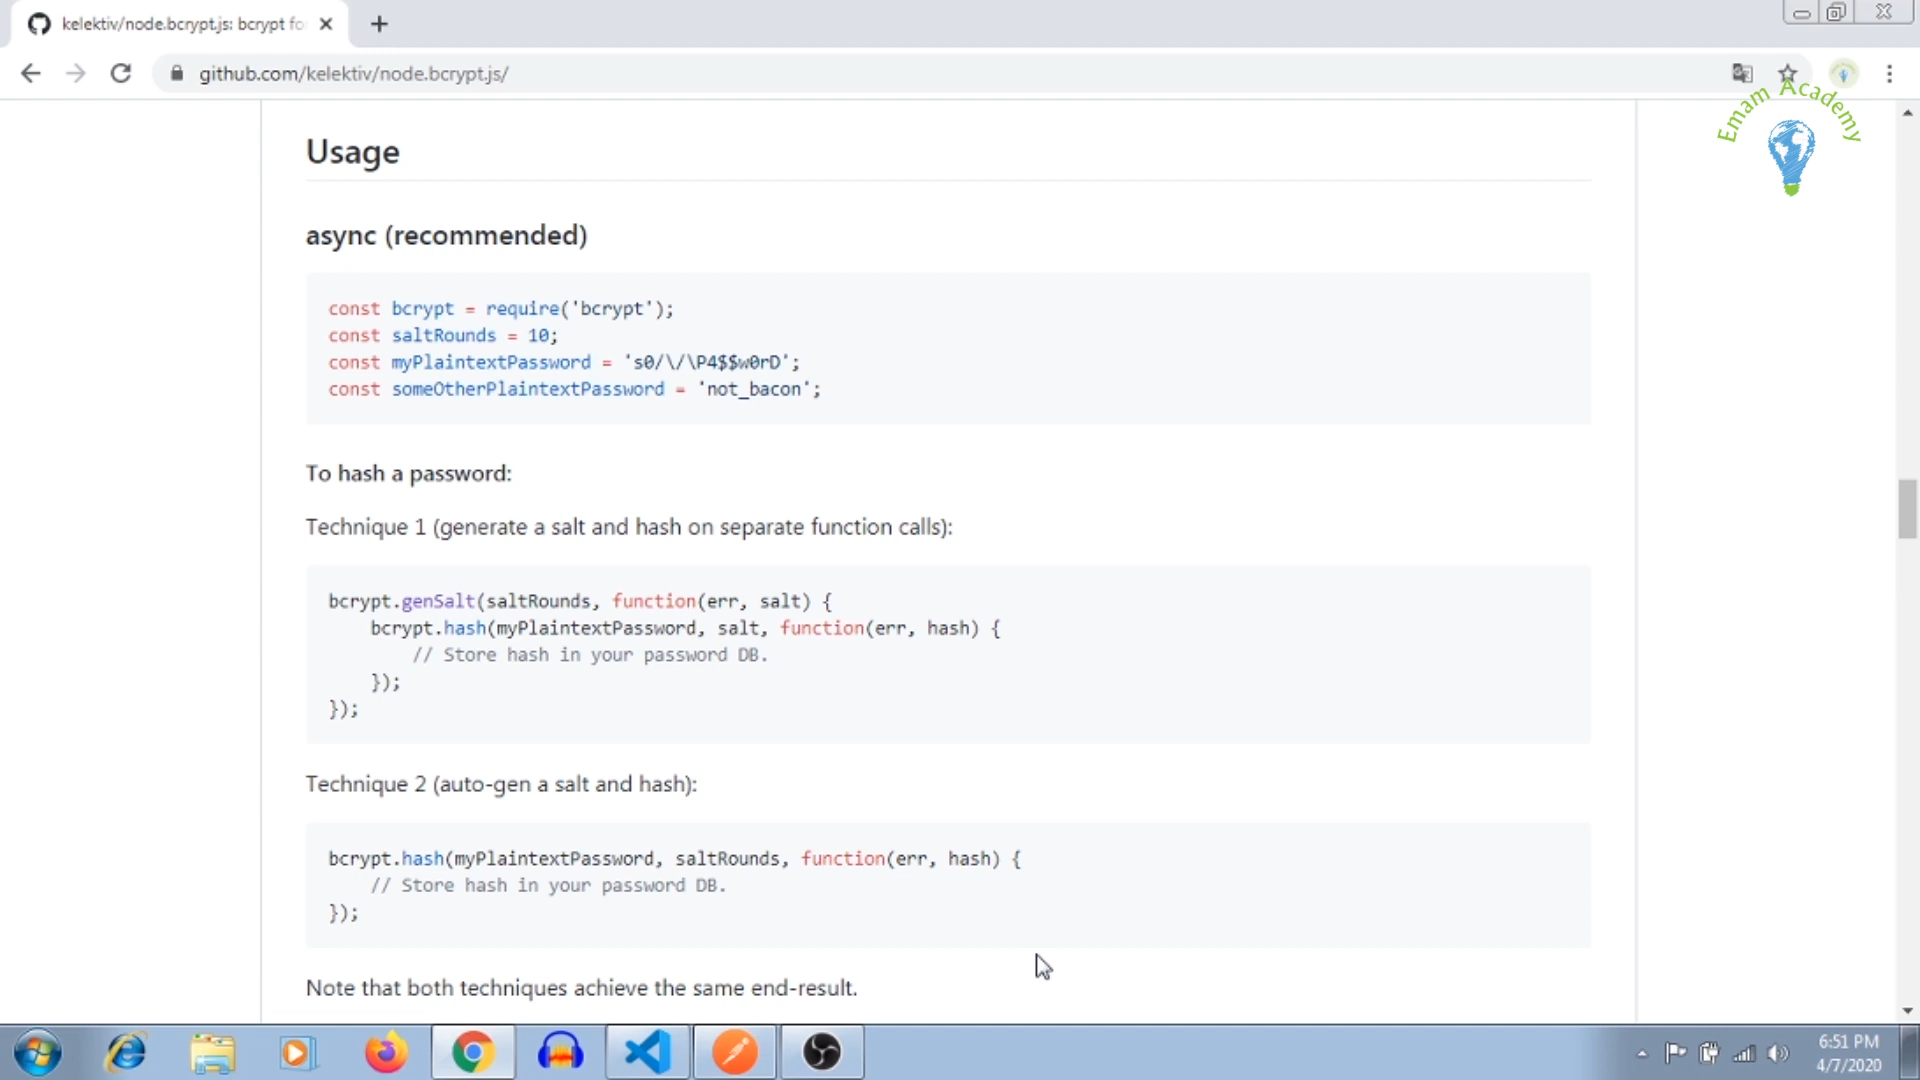 kelektiv/node.bcrypt.js: bcrypt fo
github.com/kelektiv/node.bcrypt.js/
Emam Academy
Usage
async (recommended)
const bcrypt = require('bcrypt');
const saltRounds = 10;
const myPlaintextPassword = 's0/\/\P4$$w0rD';
const someOtherPlaintextPassword = 'not_bacon';
To hash a password:
Technique 1 (generate a salt and hash on separate function calls):
bcrypt.genSalt(saltRounds, function(err, salt) {
    bcrypt.hash(myPlaintextPassword, salt, function(err, hash) {
        // Store hash in your password DB.
    });
});
Technique 2 (auto-gen a salt and hash):
bcrypt.hash(myPlaintextPassword, saltRounds, function(err, hash) {
    // Store hash in your password DB.
});
Note that both techniques achieve the same end-result.
6:51 PM
4/7/2020